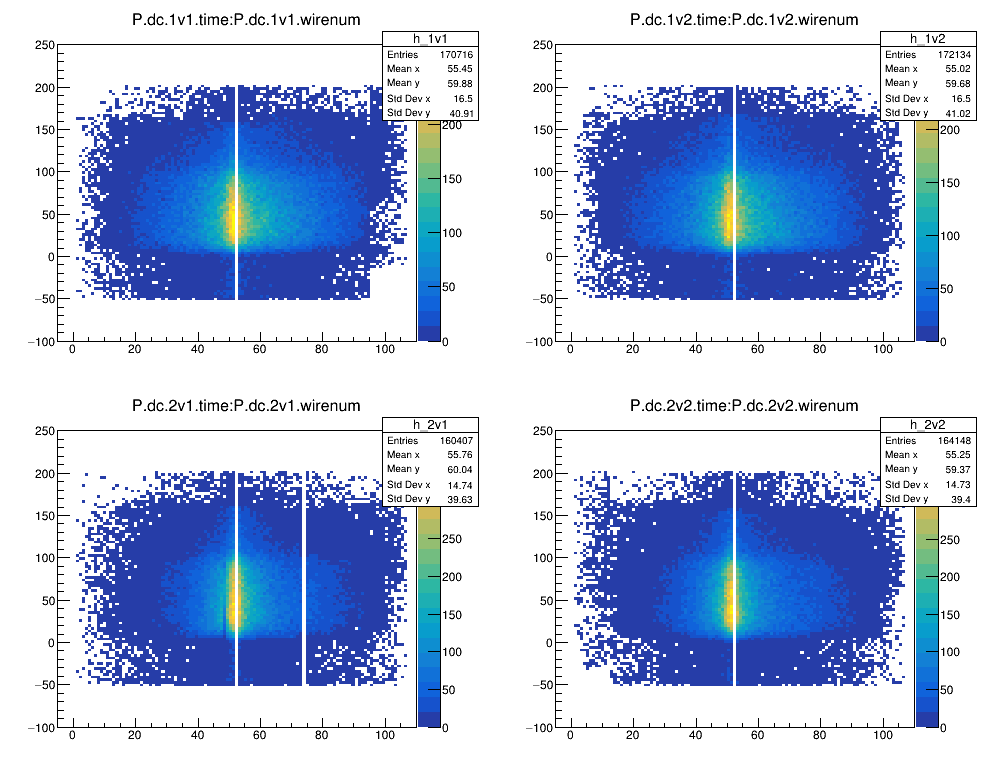 P.dc.1v1.time:P.dc.1v1.wirenum
h_1v1
Entries 170716
Mean x 55.45
Mean y 59.88
Std Dev x 16.5
Std Dev y 40.91
250
200
150
100
50
0
−50
−100
0 20 40 60 80 100
200
150
100
50
0
P.dc.1v2.time:P.dc.1v2.wirenum
h_1v2
Entries 172134
Mean x 55.02
Mean y 59.68
Std Dev x 16.5
Std Dev y 41.02
250
200
150
100
50
0
−50
−100
0 20 40 60 80 100
200
150
100
50
0
P.dc.2v1.time:P.dc.2v1.wirenum
h_2v1
Entries 160407
Mean x 55.76
Mean y 60.04
Std Dev x 14.74
Std Dev y 39.63
250
200
150
100
50
0
−50
−100
0 20 40 60 80 100
250
200
150
100
50
0
P.dc.2v2.time:P.dc.2v2.wirenum
h_2v2
Entries 164148
Mean x 55.25
Mean y 59.37
Std Dev x 14.73
Std Dev y 39.4
250
200
150
100
50
0
−50
−100
0 20 40 60 80 100
250
200
150
100
50
0